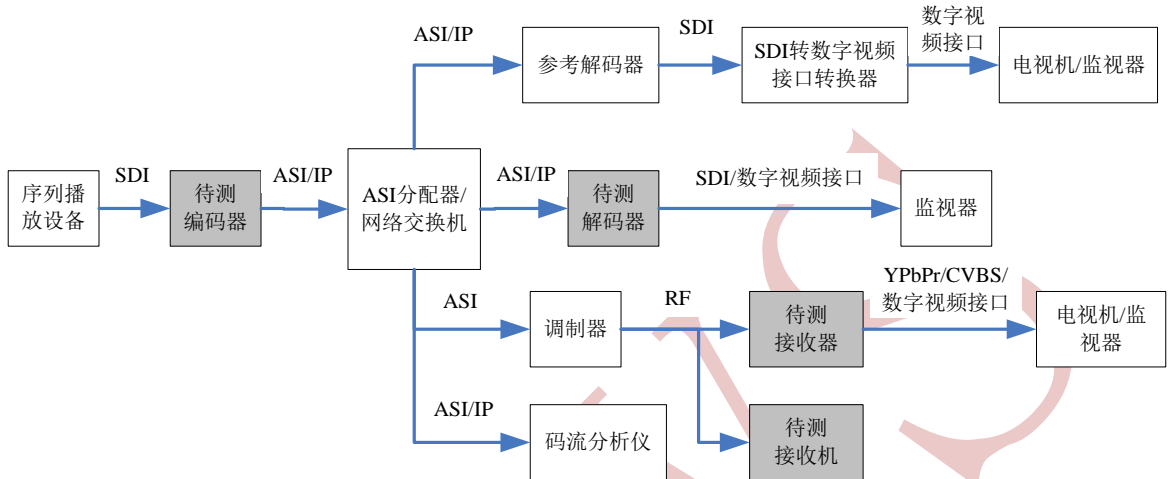 ASI/IP
SDI
数字视
频接口
参考解码器
SDI转数字视频
接口转换器
电视机/监视器
序列播
放设备
SDI
待测
编码器
ASI/IP
ASI分配器/
网络交换机
ASI/IP
待测
解码器
SDI/数字视频接口
监视器
ASI
调制器
RF
待测
接收器
YPbPr/CVBS/
数字视频接口
电视机/监
视器
ASI/IP
码流分析仪
待测
接收机